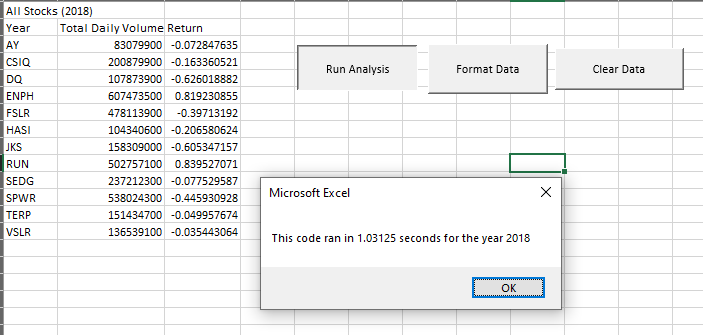 All Stocks (2018)
Year Total Daily Volume Return
AY 83079900 -0.072847635
CSIQ 200879900 -0.163360521
DQ 107873900 -0.626018882
ENPH 607473500 0.819230855
FSLR 478113900 -0.39713192
HASI 104340600 -0.206580624
JKS 158309000 -0.605347157
RUN 502757100 0.839527071
SEDG 237212300 -0.077529587
SPWR 538024300 -0.445930928
TERP 151434700 -0.049957674
VSLR 136539100 -0.035443064
Run Analysis Format Data Clear Data
Microsoft Excel
This code ran in 1.03125 seconds for the year 2018
OK